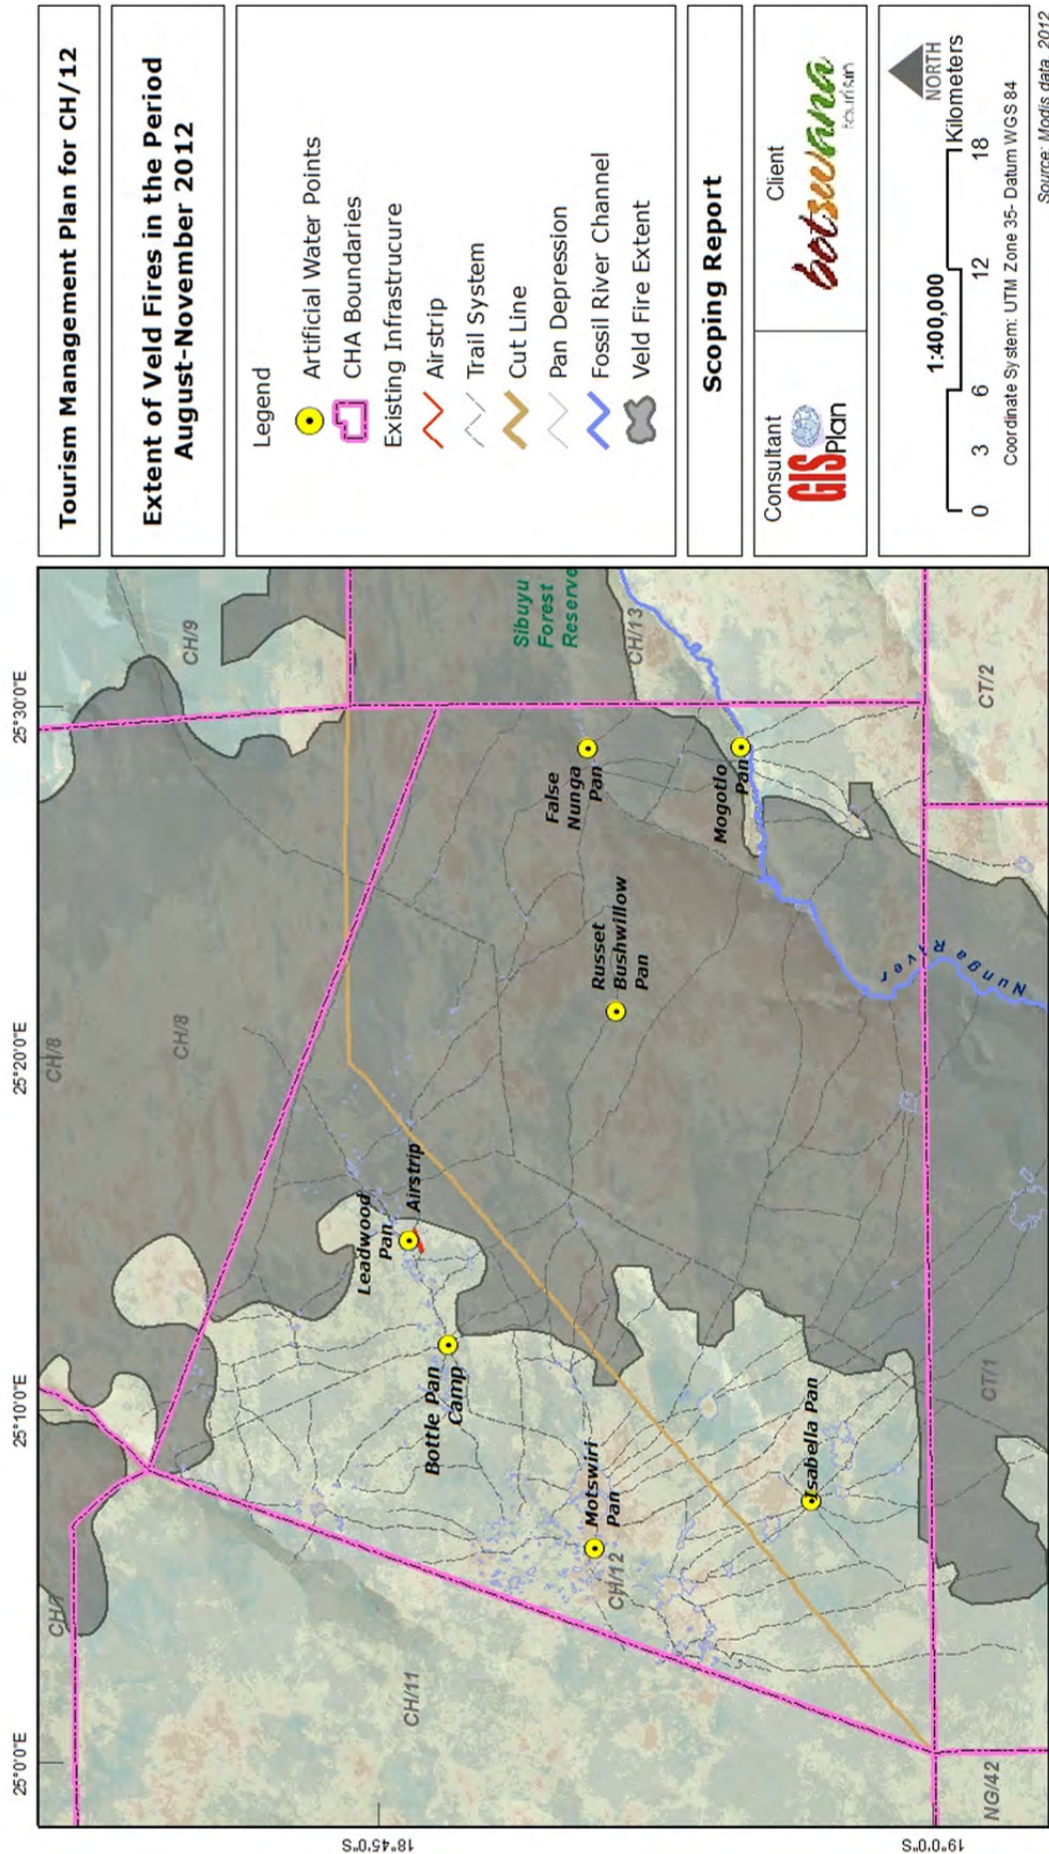 Tourism Management Plan for CH/12
Extent of Veld Fires in the Period
August-November 2012
Legend
Artificial Water Points
CHA Boundaries
Existing Infrastrucure
Airstrip
Trail System
Cut Line
Pan Depression
Fossil River Channel
Veld Fire Extent
Scoping Report
Consultant
GISPlan
Client
botswana
tourism
1:400,000
0 3 6 12 18
Kilometers
NORTH
Coordinate System: UTM Zone 35- Datum WGS 84
Source: Modis data, 2012
25°0'0"E
25°10'0"E
25°20'0"E
25°30'0"E
18°45'0"S
19°0'0"S
CH/8
CH/8
CH/9
CH/11
CH/12
CH/13
CT/1
CT/2
NG/42
Sibuyu
Forest
Reserve
Leadwood
Pan
Airstrip
Bottle Pan
Camp
Motswiri
Pan
Isabella Pan
Russet
Bushwillow
Pan
False
Nunga
Pan
Mogotlo
Pan
Nunga River